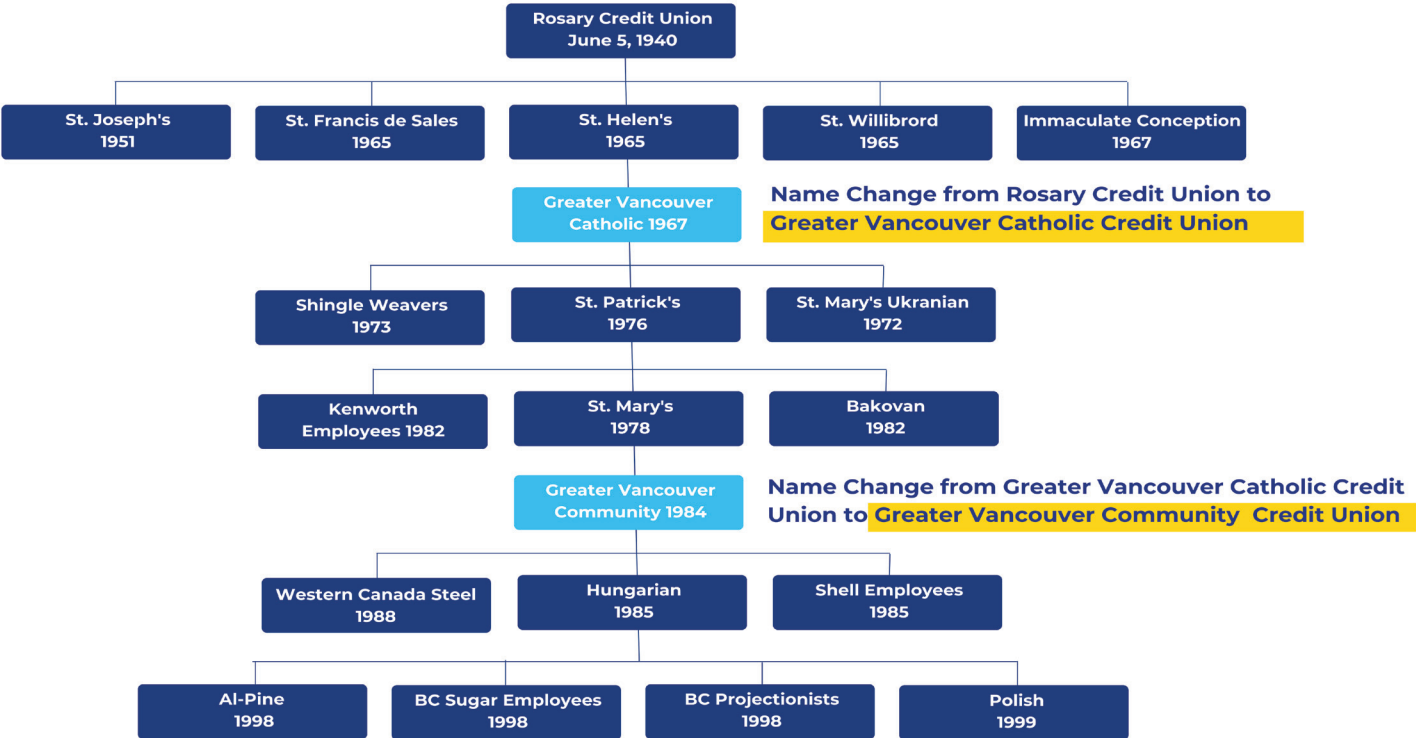 Rosary Credit Union
June 5, 1940
St. Joseph's
1951
St. Francis de Sales
1965
St. Helen's
1965
St. Willibrord
1965
Immaculate Conception
1967
Greater Vancouver
Catholic 1967
Name Change from Rosary Credit Union to
Greater Vancouver Catholic Credit Union
Shingle Weavers
1973
St. Patrick's
1976
St. Mary's Ukranian
1972
Kenworth
Employees 1982
St. Mary's
1978
Bakovan
1982
Greater Vancouver
Community 1984
Name Change from Greater Vancouver Catholic Credit
Union to Greater Vancouver Community Credit Union
Western Canada Steel
1988
Hungarian
1985
Shell Employees
1985
Al-Pine
1998
BC Sugar Employees
1998
BC Projectionists
1998
Polish
1999